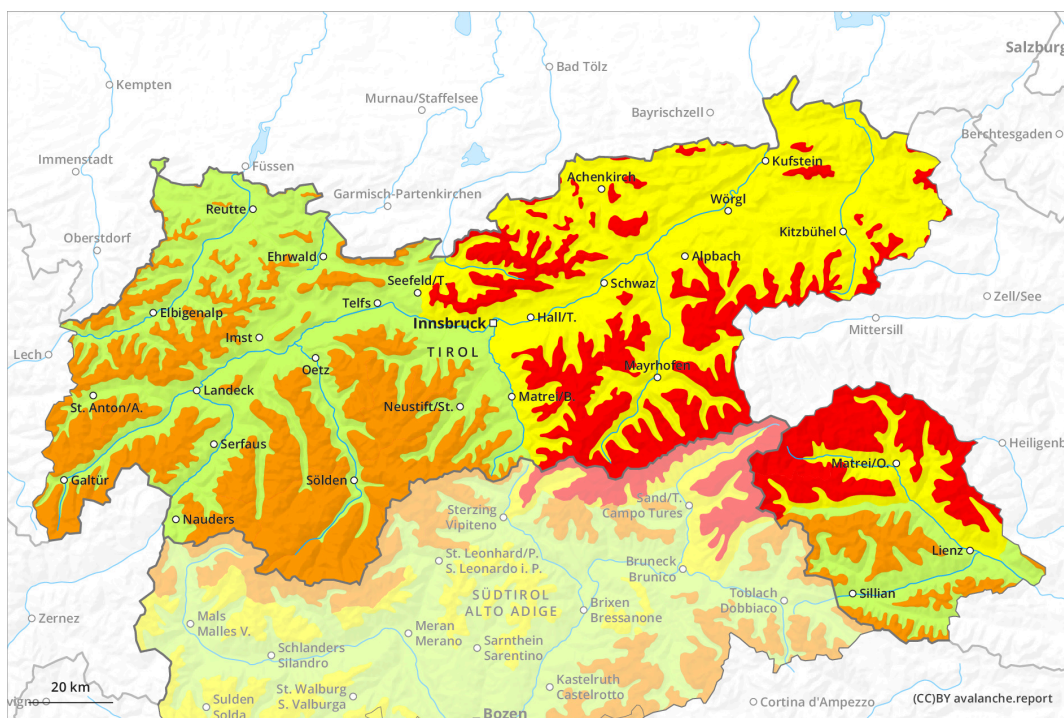 Salzburg
Kempten
Bad Tölz
Murnau/Staffelsee
Bayrischzell
Berchtesgaden
Immenstadt
Füssen
Kufstein
Achenkirch
Garmisch-Partenkirchen
Reutte
Wörgl
Oberstdorf
Kitzbühel
Ehrwald
Alpbach
Seefeld/T.
Schwaz
Zell/See
Telfs
Elbigenalp
Innsbruck
Hall/T.
Mittersill
Imst
Lech
TIROL
Oetz
Mayrhofen
Landeck
Matrei/B.
St. Anton/A.
Neustift/St.
Serfaus
Heiligenb
Matrei/O.
Galtür
Sölden
Sand/T.
Campo Tures
Sterzing
Vipiteno
Nauders
Lienz
St. Leonhard/P.
S. Leonardo i. P.
Bruneck
Brunico
Sillian
SÜDTIROL
ALTO ADIGE
Toblach
Dobbiaco
Brixen
Bressanone
Mals
Malles V.
Zernez
Meran
Merano
Sarnthein
Sarentino
Schlanders
Silandro
Kastelruth
Castelrotto
20 km
St. Walburg
S. Valburga
vigno
Sulden
Solda
Cortina d'Ampezzo
(CC)BY avalanche.report
Bozen